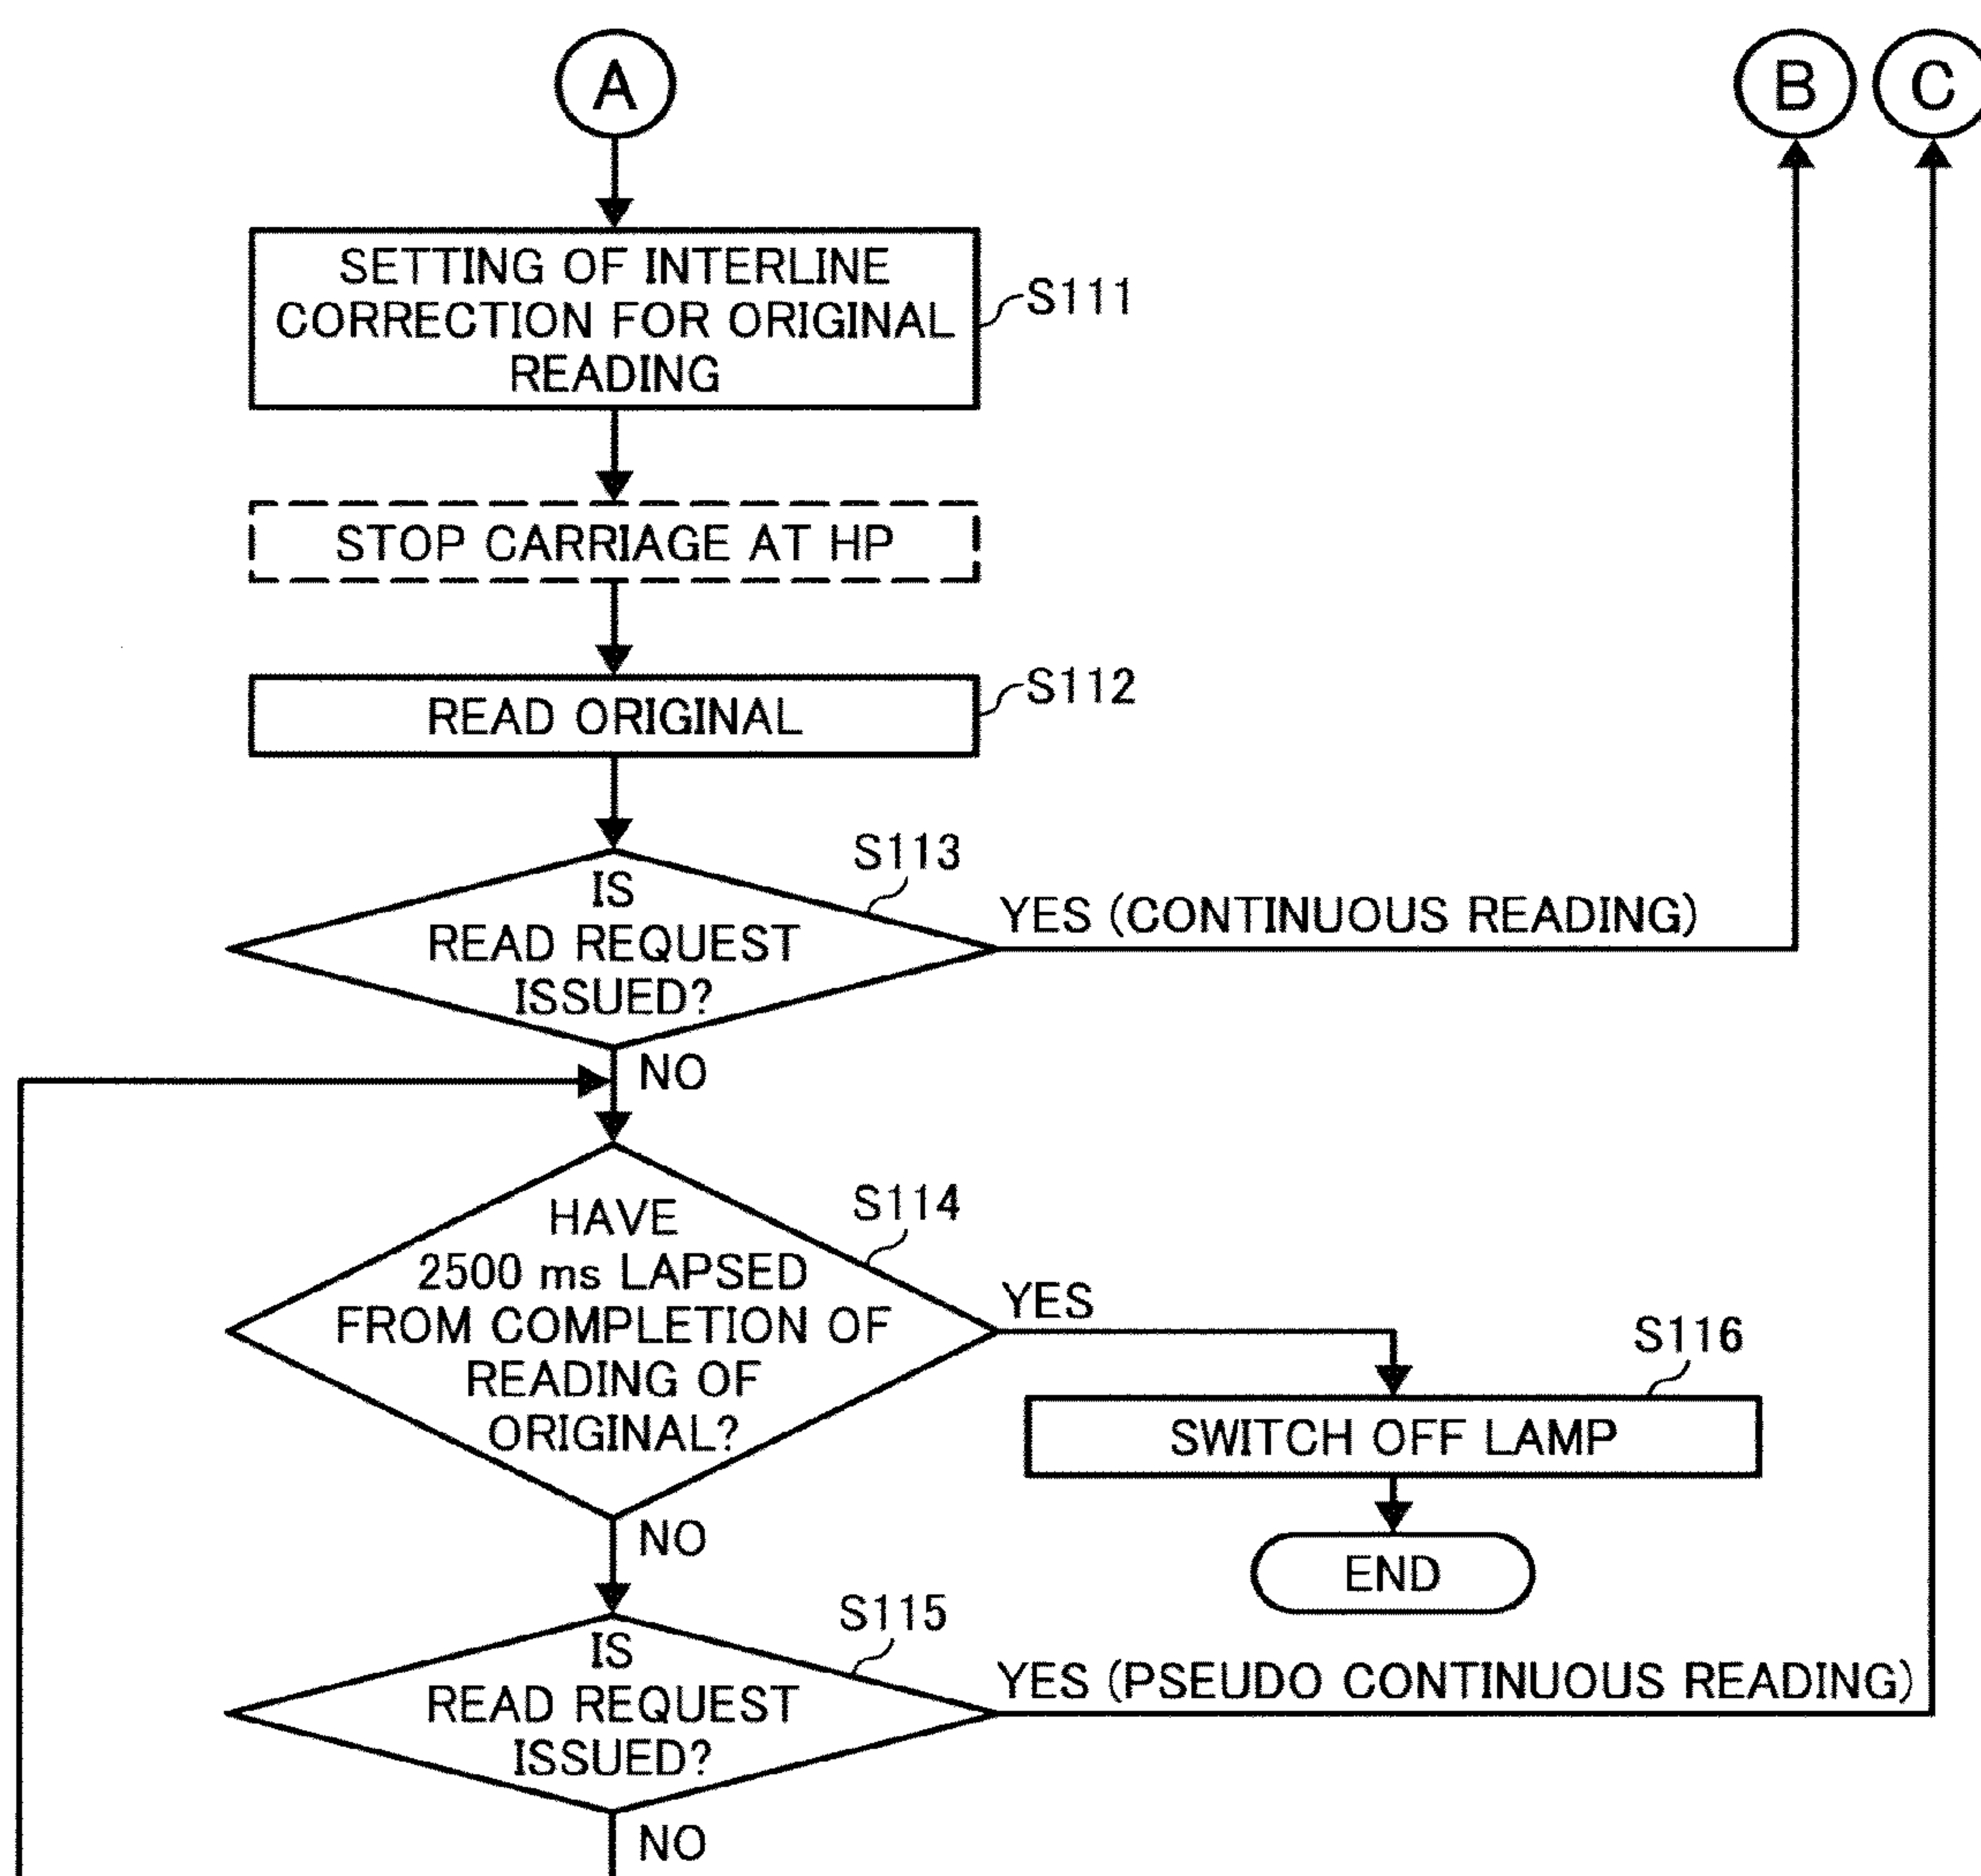 A
B
C
SETTING OF INTERLINE
CORRECTION FOR ORIGINAL
READING
S111
STOP CARRIAGE AT HP
READ ORIGINAL
S112
S113
IS
READ REQUEST
ISSUED?
YES (CONTINUOUS READING)
NO
S114
HAVE
2500 ms LAPSED
FROM COMPLETION OF
READING OF
ORIGINAL?
YES
S116
SWITCH OFF LAMP
END
NO
S115
IS
READ REQUEST
ISSUED?
YES (PSEUDO CONTINUOUS READING)
NO